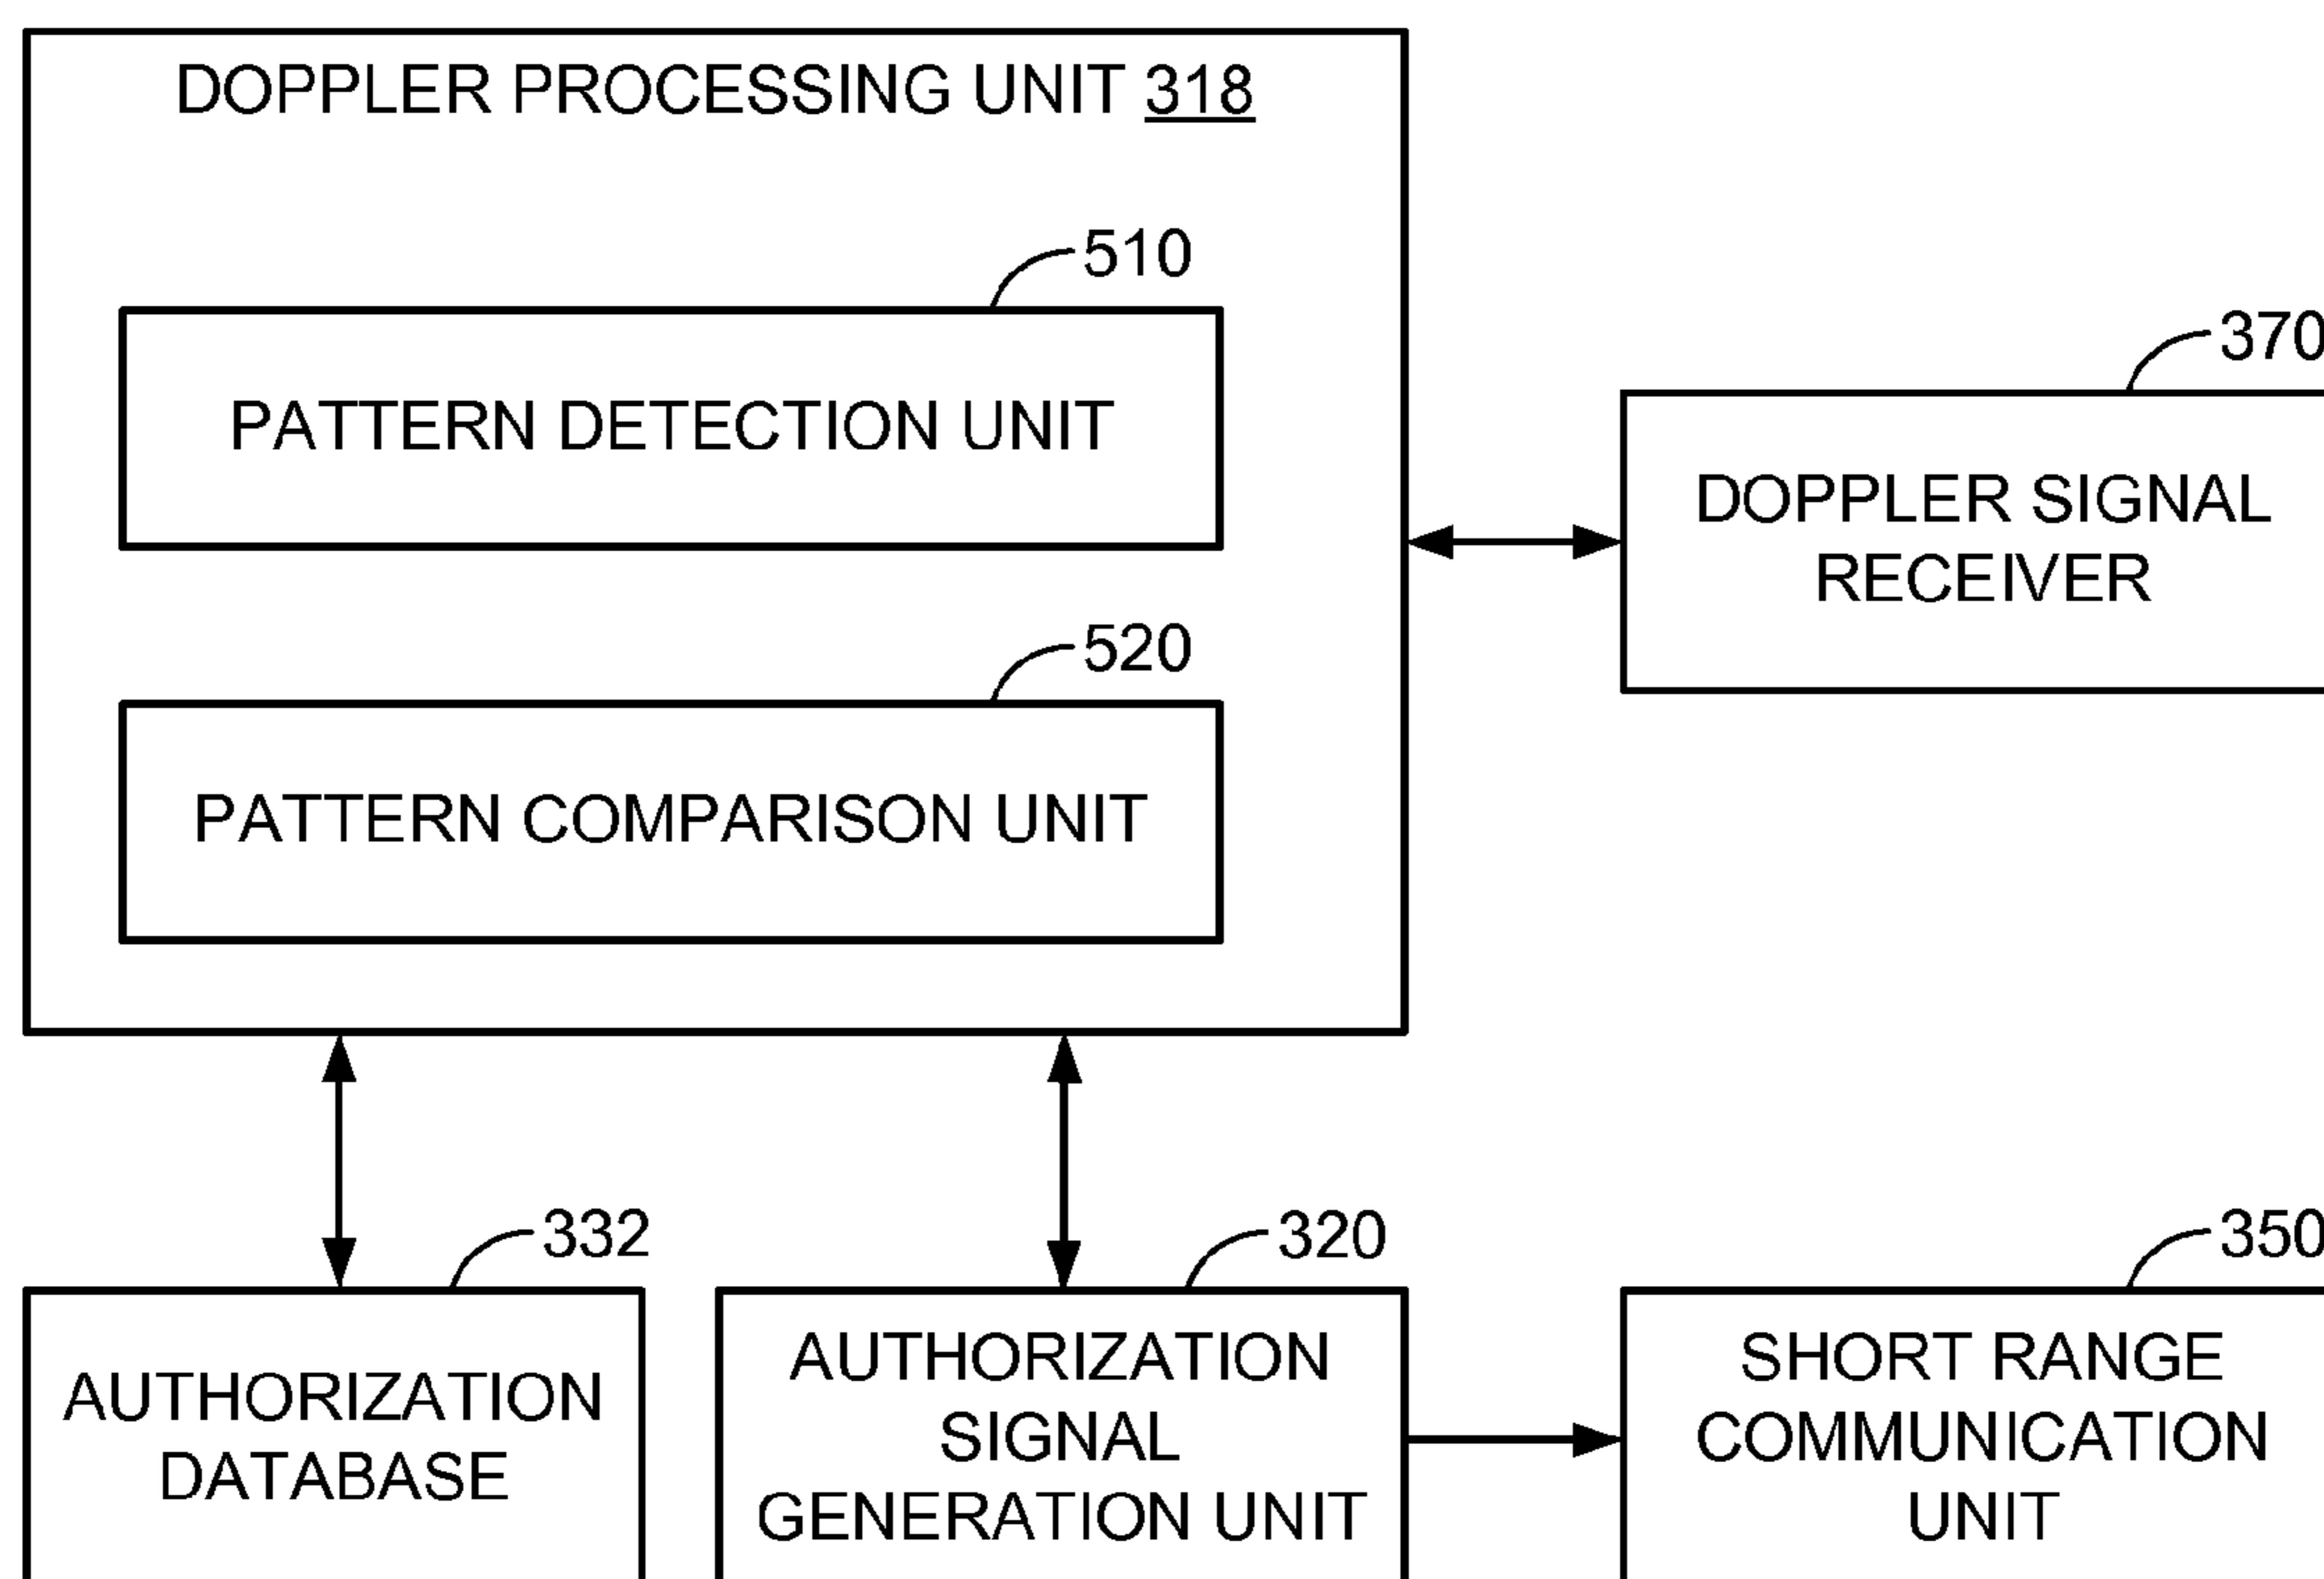 DOPPLER PROCESSING UNIT 318
510
PATTERN DETECTION UNIT
370
DOPPLER SIGNAL
RECEIVER
520
PATTERN COMPARISON UNIT
332
AUTHORIZATION
DATABASE
320
AUTHORIZATION
SIGNAL
GENERATION UNIT
350
SHORT RANGE
COMMUNICATION
UNIT